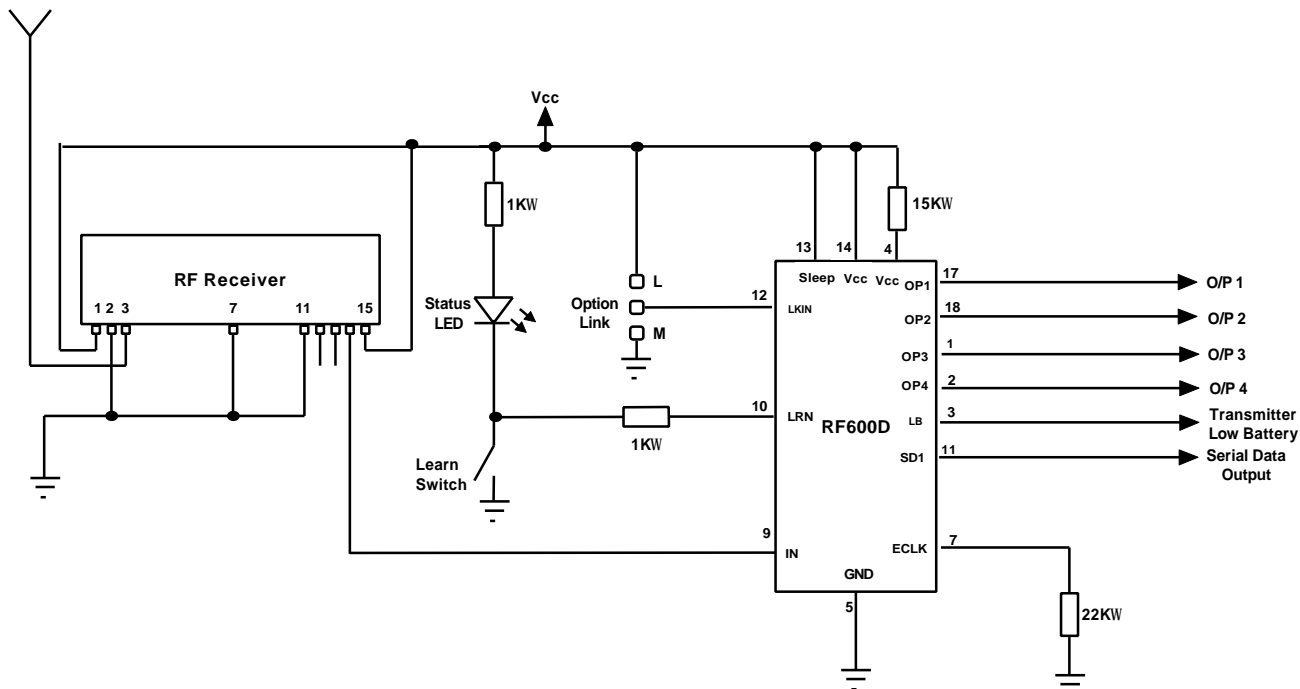 Vcc
1KW
15KW
RF Receiver
1 2 3 7 11 15
Status
LED
Option
Link
L
M
13 14 4
Sleep Vcc Vcc
12
LKIN
10
LRN
1KW
Learn
Switch
9
IN
RF600D
GND
5
OP1
17
O/P 1
OP2
18
O/P 2
OP3
1
O/P 3
OP4
2
O/P 4
LB
3
Transmitter
Low Battery
SD1
11
Serial Data
Output
ECLK
7
22KW